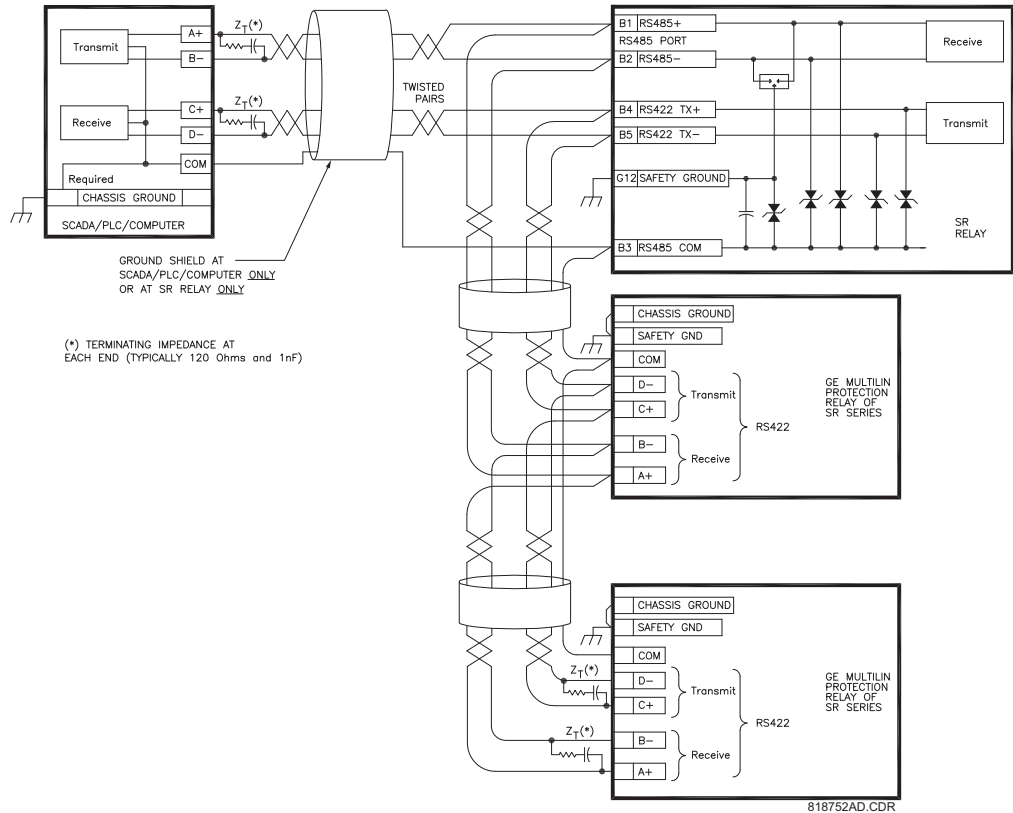 Transmit
A+
B−
ZT(*)
Receive
C+
D−
ZT(*)
COM
Required
CHASSIS GROUND
SCADA/PLC/COMPUTER
GROUND SHIELD AT
SCADA/PLC/COMPUTER ONLY
OR AT SR RELAY ONLY
(*) TERMINATING IMPEDANCE AT
EACH END (TYPICALLY 120 Ohms and 1nF)
TWISTED
PAIRS
B1 RS485+
RS485 PORT
B2 RS485−
B4 RS422 TX+
B5 RS422 TX−
G12 SAFETY GROUND
B3 RS485 COM
Receive
Transmit
SR
RELAY
CHASSIS GROUND
SAFETY GND
COM
D−
C+
Transmit
B−
A+
Receive
RS422
GE MULTILIN
PROTECTION
RELAY OF
SR SERIES
CHASSIS GROUND
SAFETY GND
COM
ZT(*)
D−
C+
Transmit
ZT(*)
B−
A+
Receive
RS422
GE MULTILIN
PROTECTION
RELAY OF
SR SERIES
818752AD.CDR